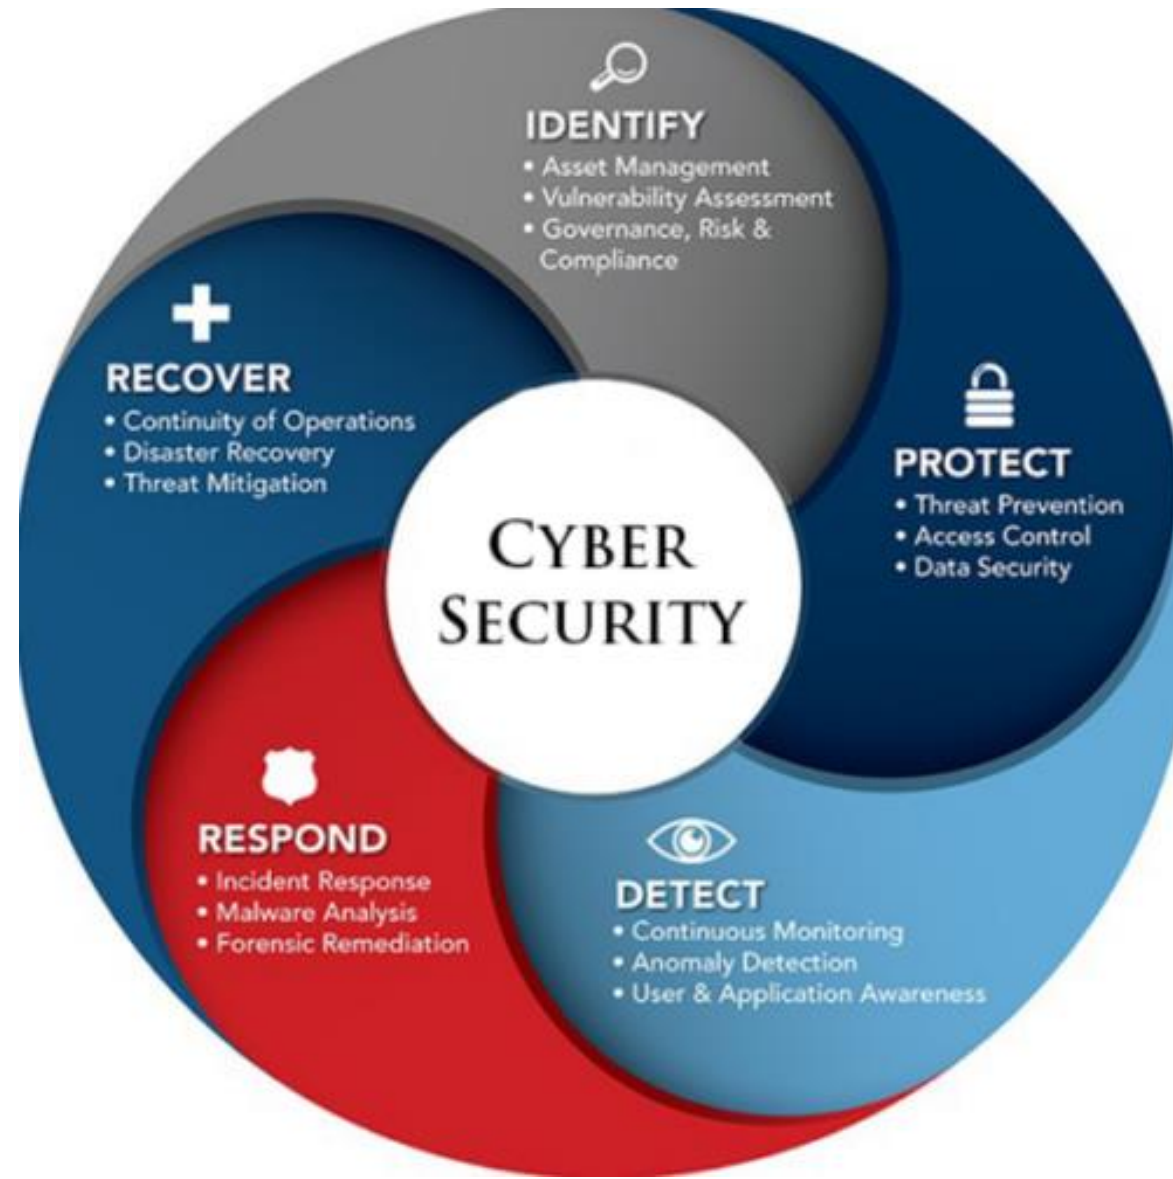 IDENTIFY
• Asset Management
• Vulnerability Assessment
• Governance, Risk &
Compliance
PROTECT
• Threat Prevention
• Access Control
• Data Security
DETECT
• Continuous Monitoring
• Anomaly Detection
• User & Application Awareness
RESPOND
• Incident Response
• Malware Analysis
• Forensic Remediation
RECOVER
• Continuity of Operations
• Disaster Recovery
• Threat Mitigation
CYBER
SECURITY